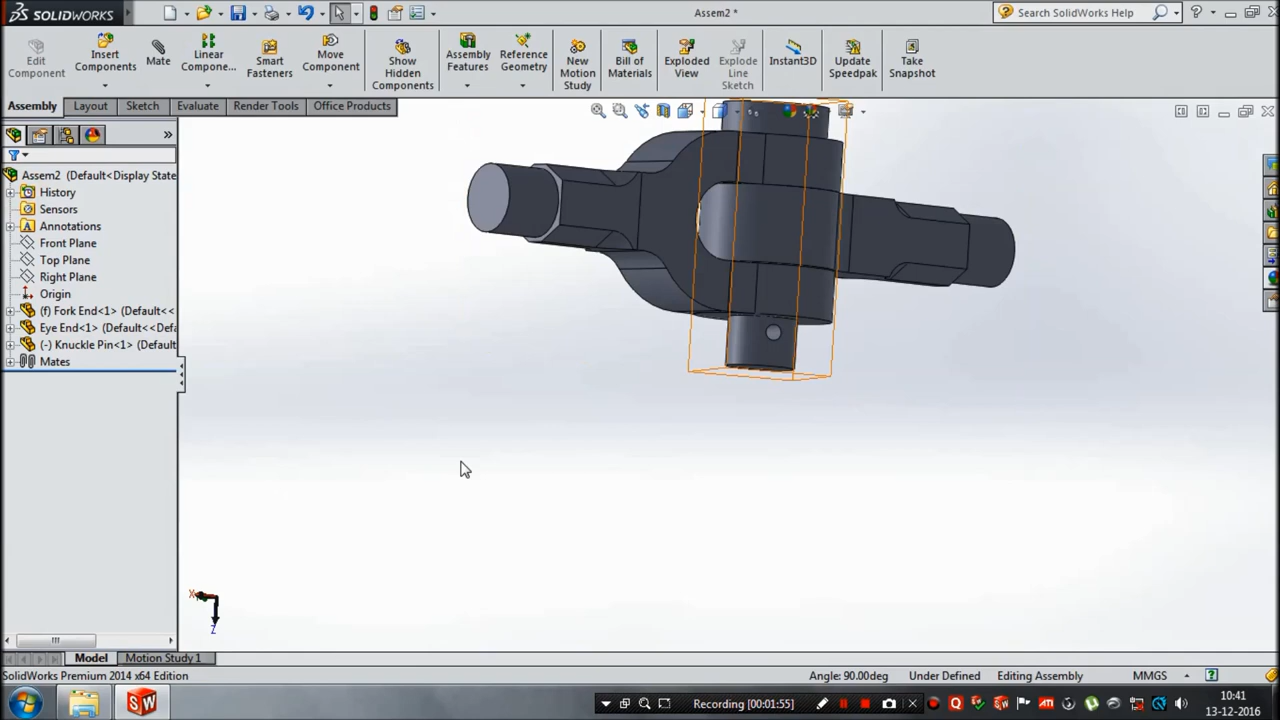 SOLIDWORKS
Assem2 *
Search SolidWorks Help
Edit Component
Insert Components
Mate
Linear Compone...
Smart Fasteners
Move Component
Show Hidden Components
Assembly Features
Reference Geometry
New Motion Study
Bill of Materials
Exploded View
Explode Line Sketch
Instant3D
Update Speedpak
Take Snapshot
Assembly
Layout
Sketch
Evaluate
Render Tools
Office Products
Assem2 (Default<Display State
History
Sensors
Annotations
Front Plane
Top Plane
Right Plane
Origin
(f) Fork End<1> (Default<<
Eye End<1> (Default<<Defa
(-) Knuckle Pin<1> (Default
Mates
X
Z
Model
Motion Study 1
SolidWorks Premium 2014 x64 Edition
Angle: 90.00deg
Under Defined
Editing Assembly
MMGS
Recording [00:01:55]
10:41
13-12-2016